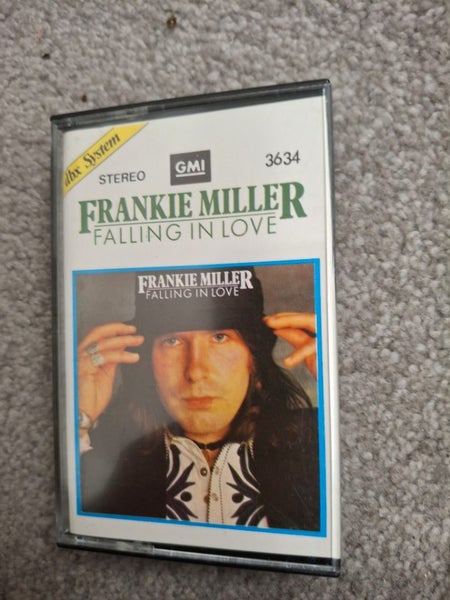 dbx System
STEREO
GMI
3634
FRANKIE MILLER
FALLING IN LOVE
FRANKIE MILLER
FALLING IN LOVE